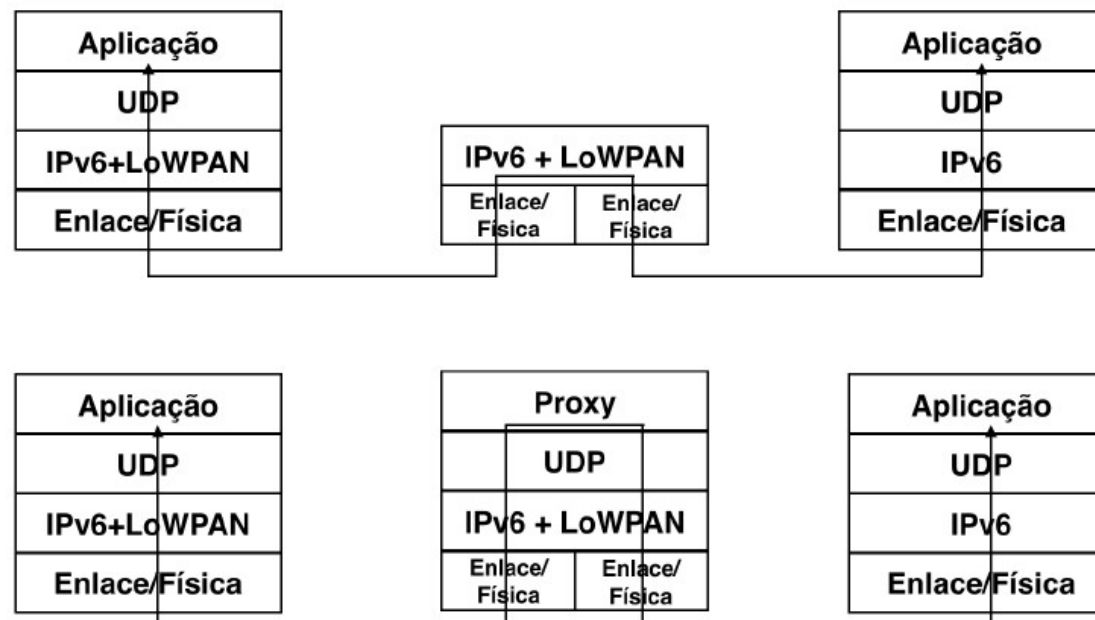 Aplicação
UDP
IPv6+LoWPAN
Enlace/Física
IPv6 + LoWPAN
Enlace/
Física
Enlace/
Física
Aplicação
UDP
IPv6
Enlace/Física
Aplicação
UDP
IPv6+LoWPAN
Enlace/Física
Proxy
UDP
IPv6 + LoWPAN
Enlace/
Física
Enlace/
Física
Aplicação
UDP
IPv6
Enlace/Física